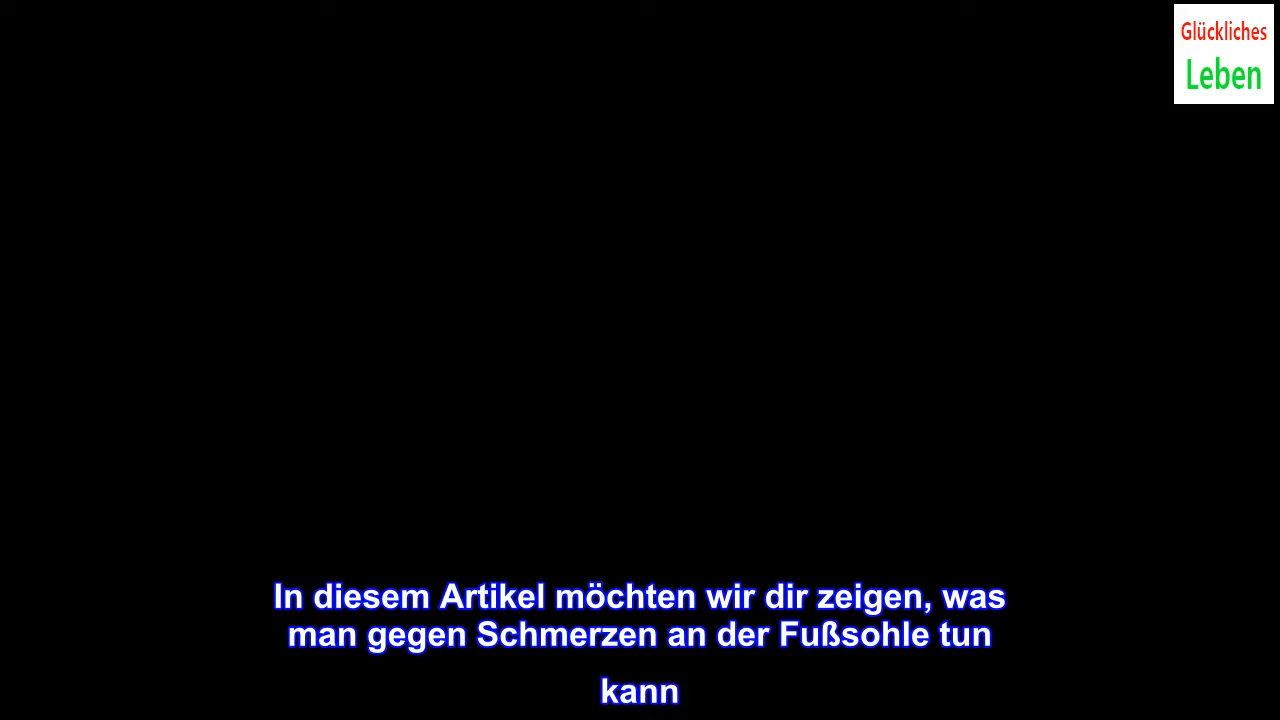 Glückliches
Leben
In diesem Artikel möchten wir dir zeigen, was
man gegen Schmerzen an der Fußsohle tun
kann